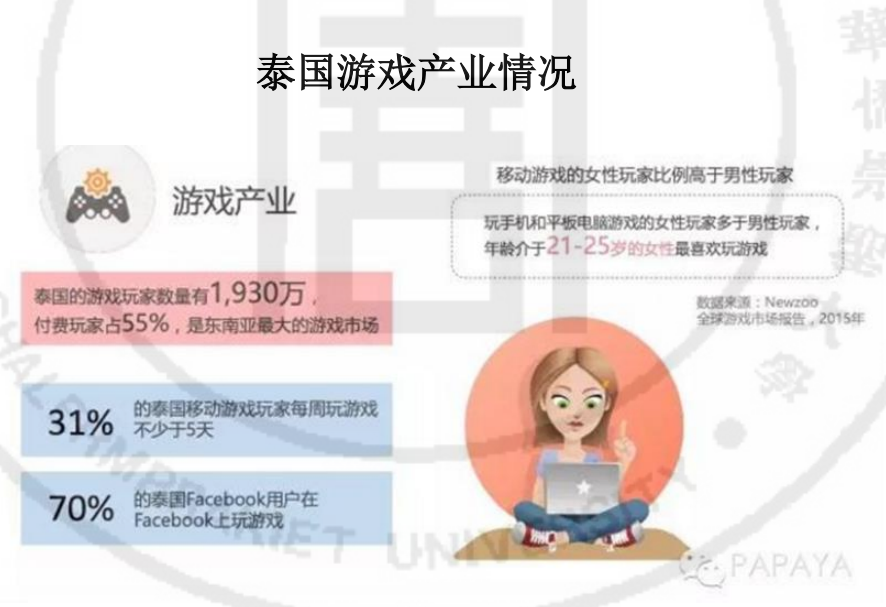 泰国游戏产业情况
游戏产业
泰国的游戏玩家数量有1,930万，
付费玩家占55%，是东南亚最大的游戏市场
31%
的泰国移动游戏玩家每周玩游戏
不少于5天
70%
的泰国Facebook用户在
Facebook上玩游戏
移动游戏的女性玩家比例高于男性玩家
玩手机和平板电脑游戏的女性玩家多于男性玩家，
年龄介于21-25岁的女性最喜欢玩游戏
数据来源：Newzoo
全球游戏市场报告，2015年
PAPAYA